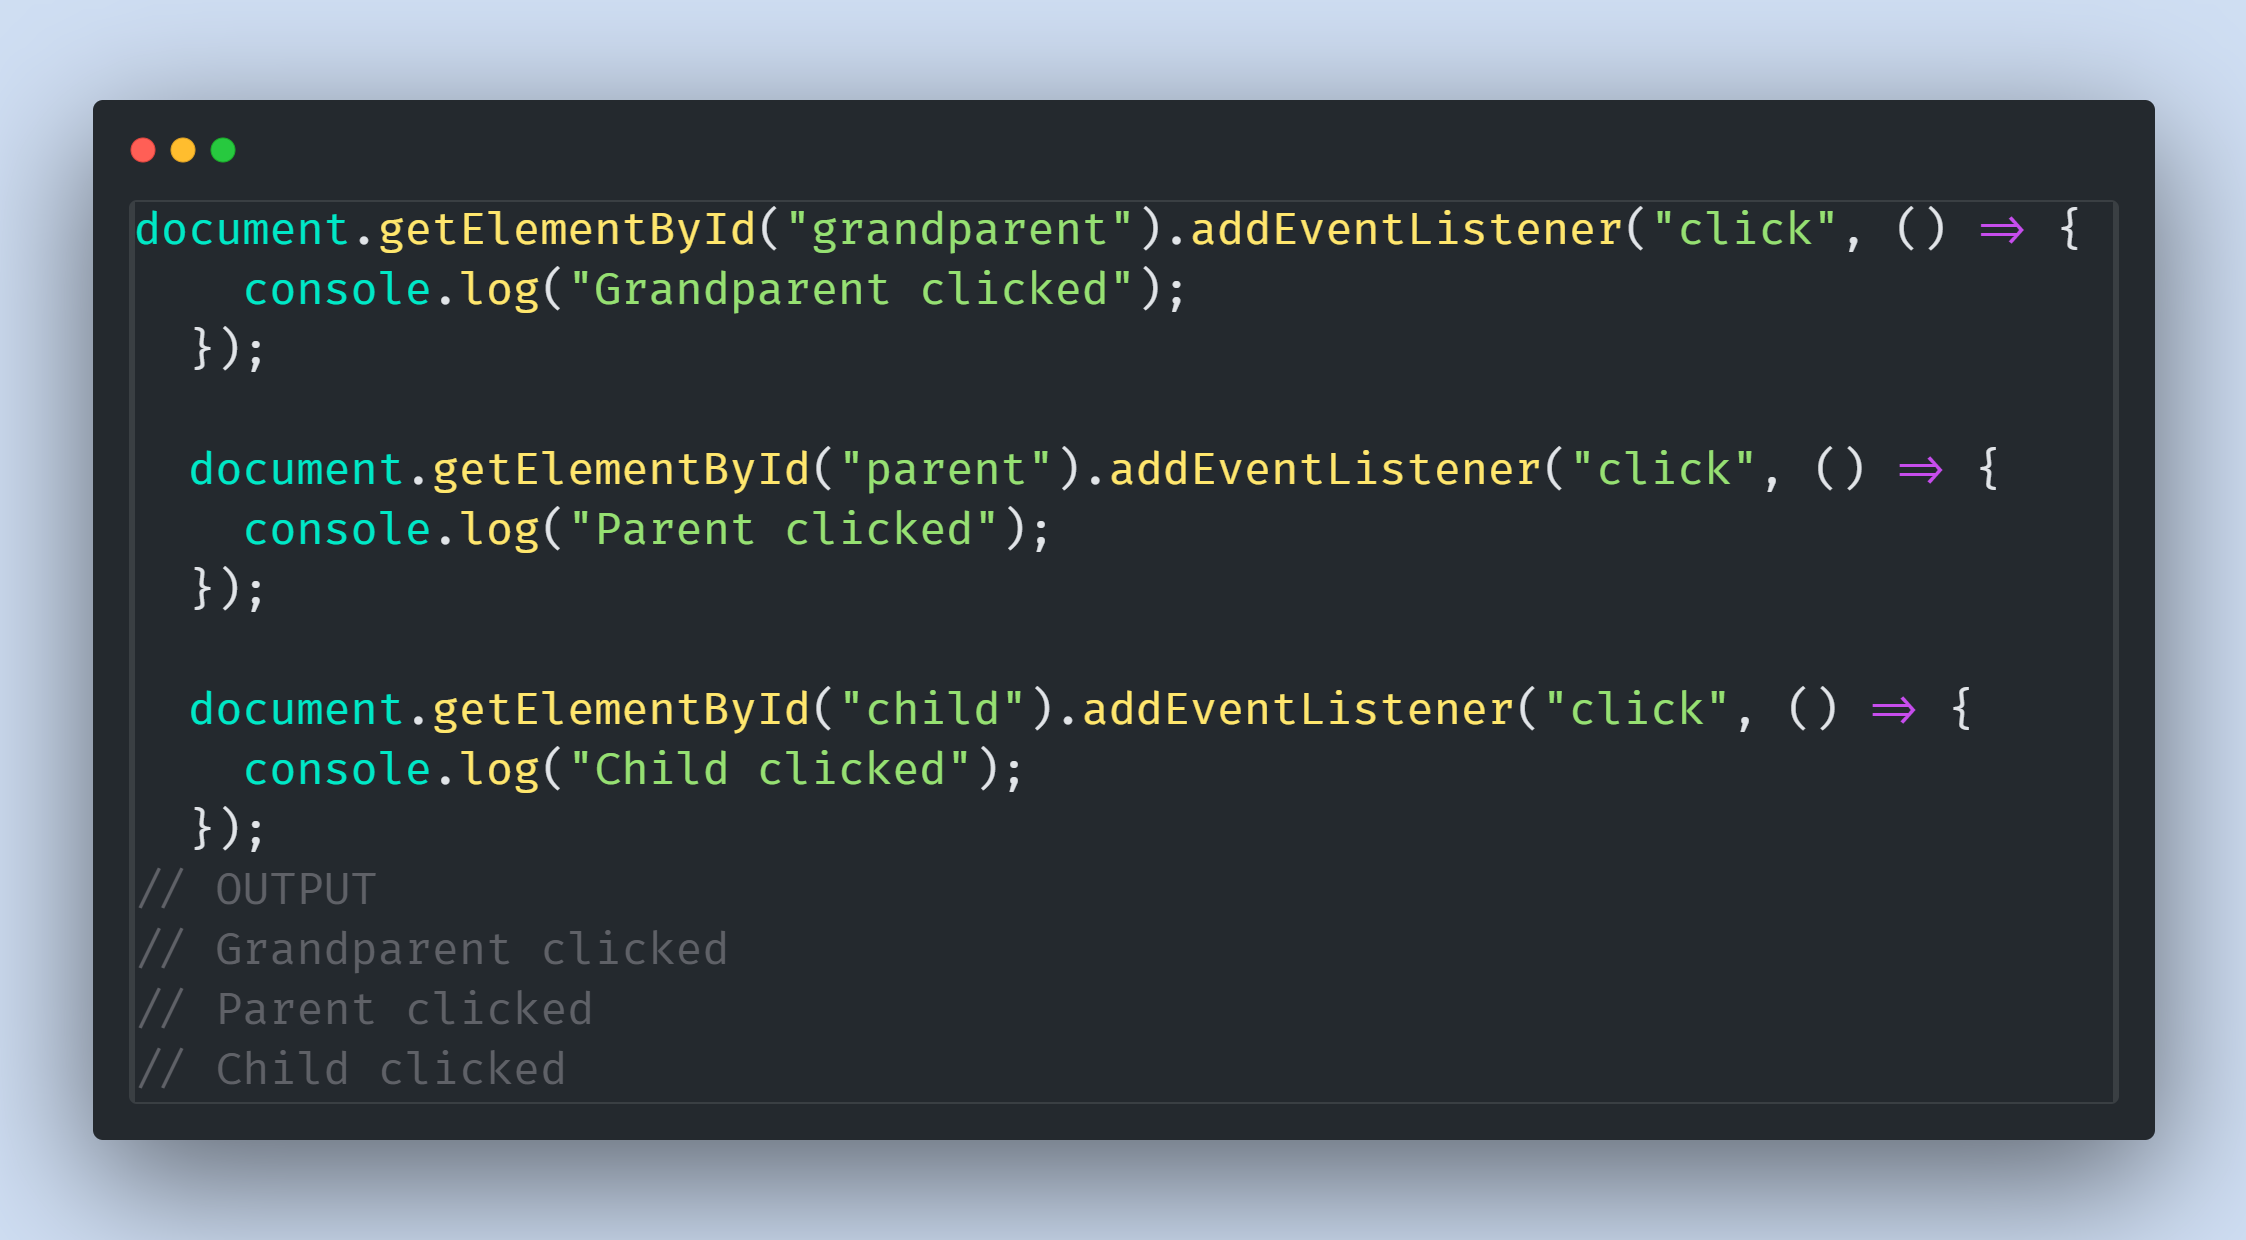 document.getElementById("grandparent").addEventListener("click", () => {
    console.log("Grandparent clicked");
  });

  document.getElementById("parent").addEventListener("click", () => {
    console.log("Parent clicked");
  });

  document.getElementById("child").addEventListener("click", () => {
    console.log("Child clicked");
  });
// OUTPUT
// Grandparent clicked
// Parent clicked
// Child clicked